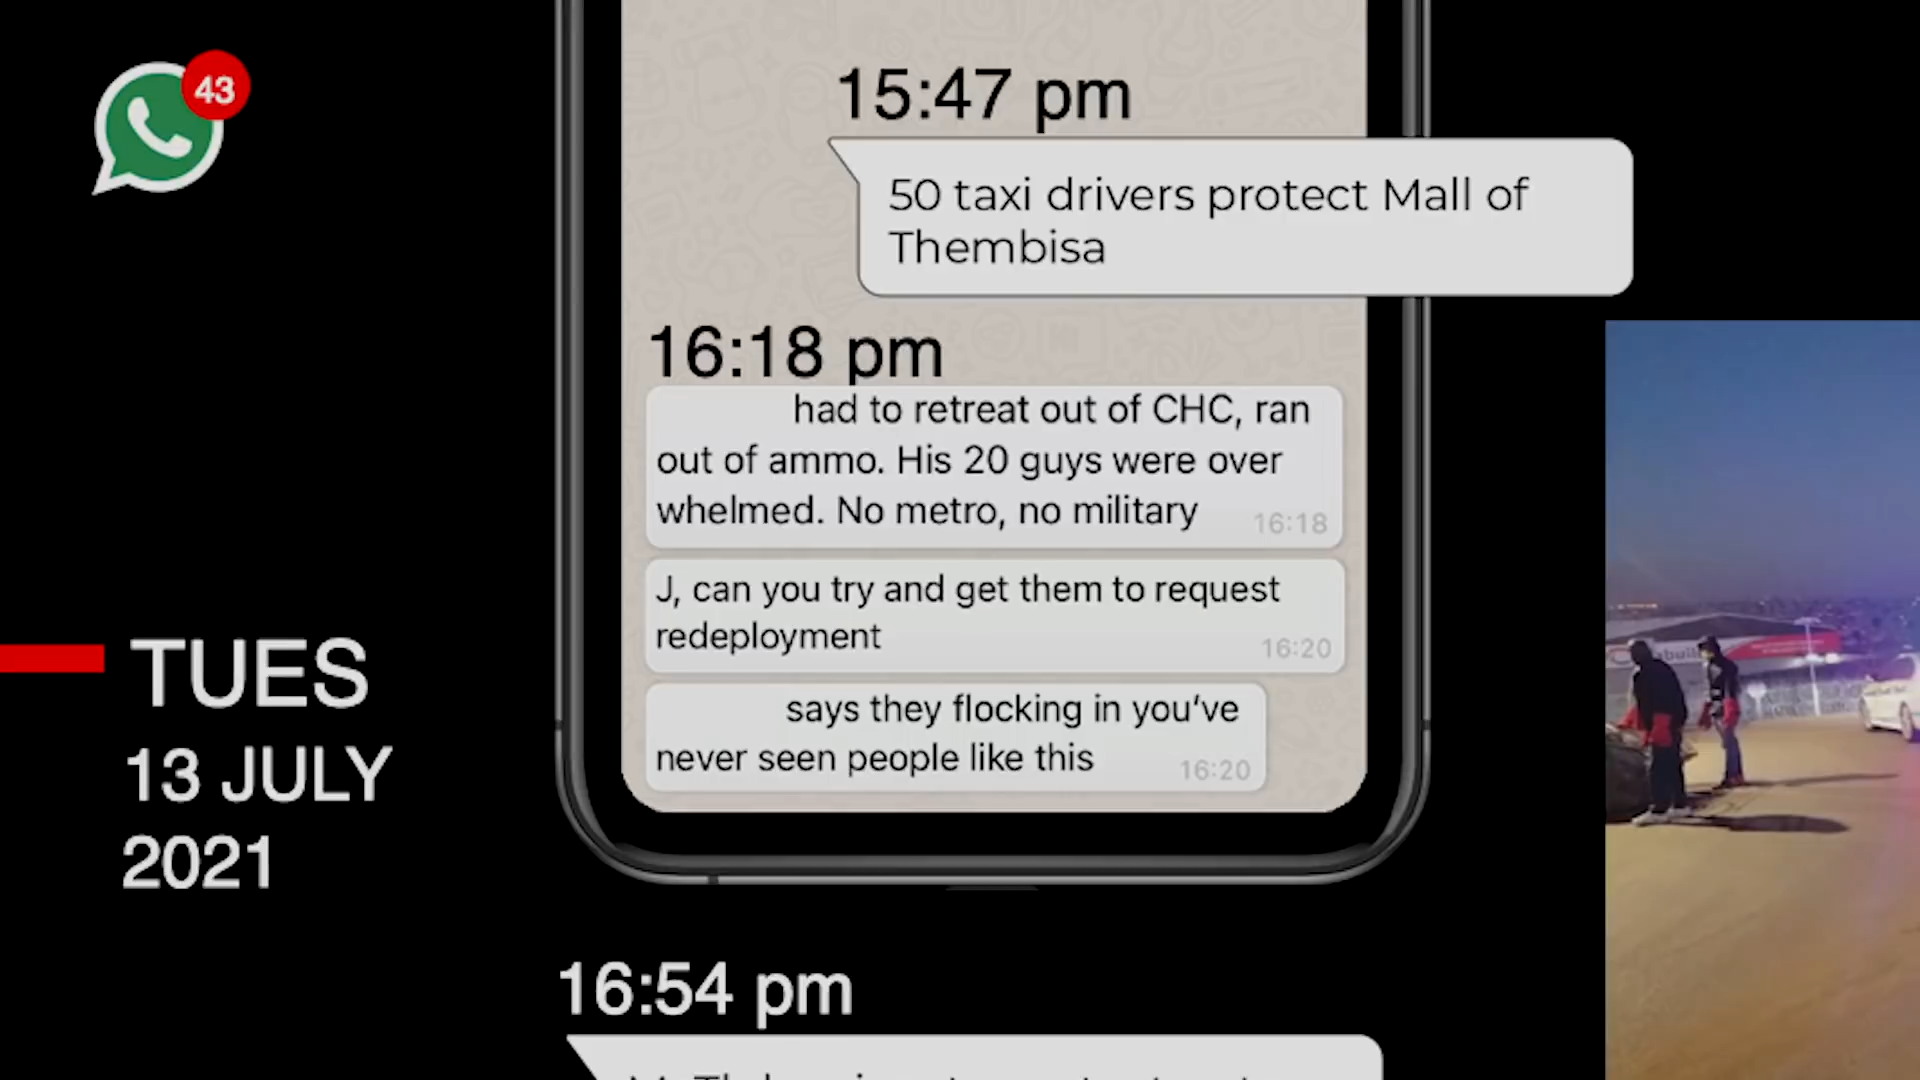 43
15:47 pm
50 taxi drivers protect Mall of
Thembisa
16:18 pm
had to retreat out of CHC, ran
out of ammo. His 20 guys were over
whelmed. No metro, no military
16:18
J, can you try and get them to request
redeployment
16:20
says they flocking in you've
never seen people like this
16:20
TUES
13 JULY
2021
16:54 pm